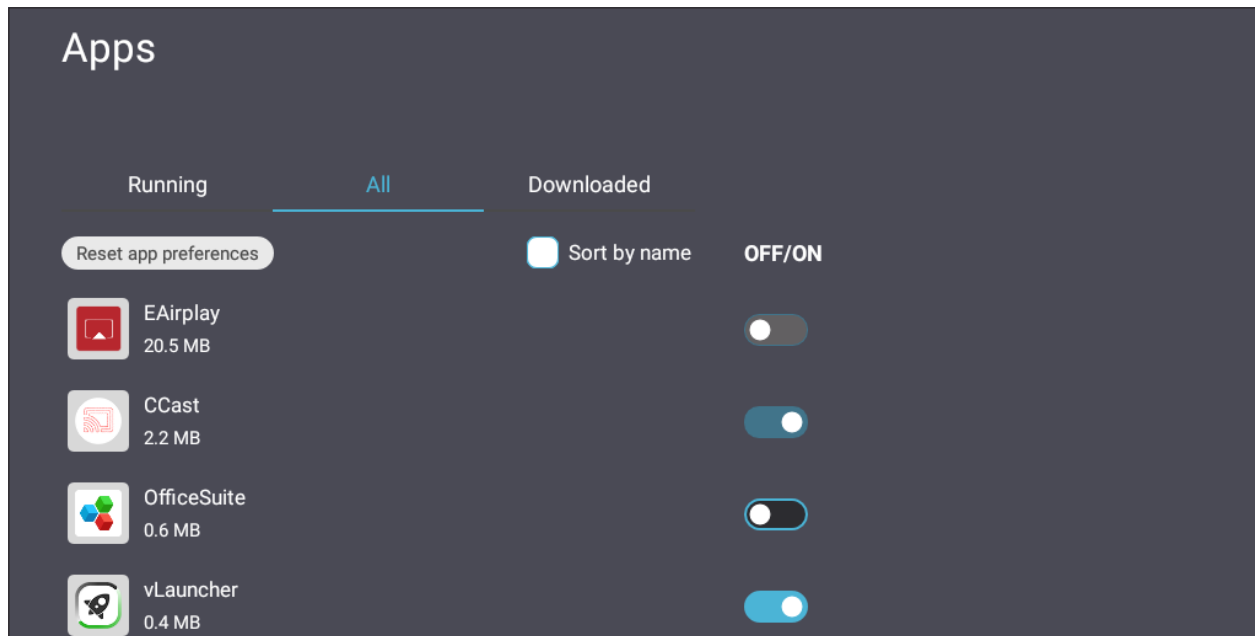 Apps
Running All Downloaded
Reset app preferences Sort by name OFF/ON
EAirplay
20.5 MB
CCast
2.2 MB
OfficeSuite
0.6 MB
vLauncher
0.4 MB